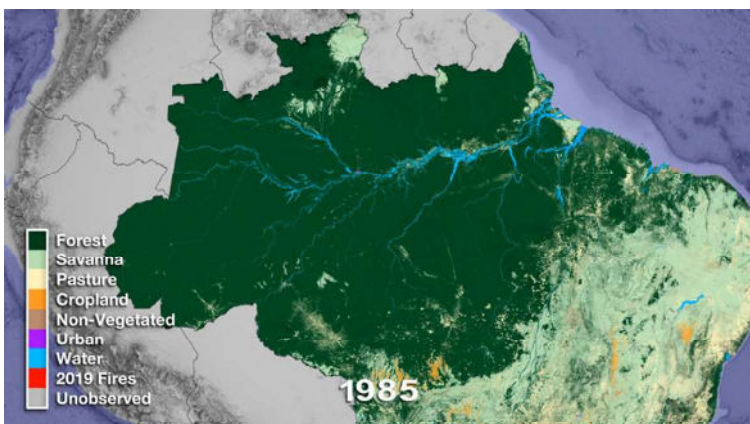 Forest
Savanna
Pasture
Cropland
Non-Vegetated
Urban
Water
2019 Fires
Unobserved
1985